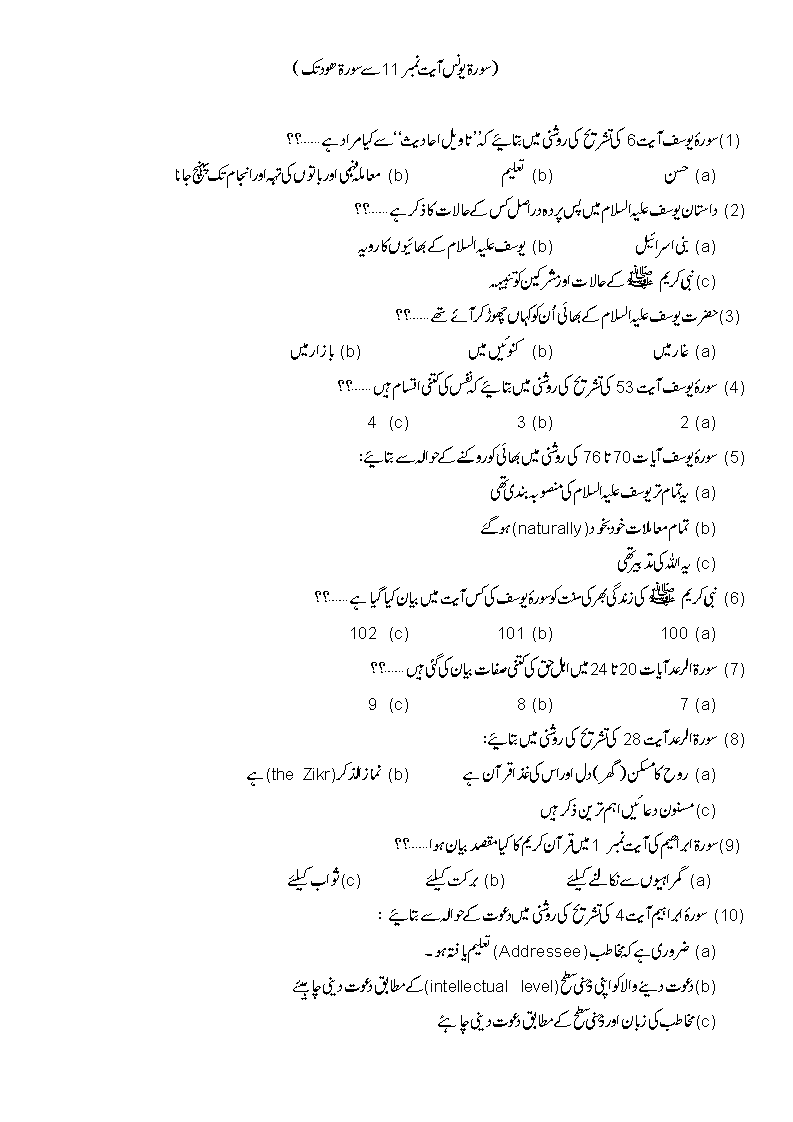 (سورۃ یونس آیت نمبر 11 سے سورۃ ھود تک )
(1) سورۂ یوسف آیت 6 کی تشریح کی روشنی میں بتائیے کہ ”تاویل احادیث“ سے کیا مراد ہے ......؟؟
(a) حسن (b) تعلیم (b) معاملہ فہمی اور باتوں کی تہہ اور انجام تک پہنچ جانا
(2) داستان یوسف علیہ السلام میں پس پردہ دراصل کس کے حالات کا ذکر ہے ......؟؟
(a) بنی اسرائیل (b) یوسف علیہ السلام کے بھائیوں کا رویہ
(c) نبی کریم ﷺ کے حالات اور مشرکین کو تنبیہہ
(3) حضرت یوسف علیہ السلام کے بھائی اُن کو کہاں چھوڑ کر آئے تھے ......؟؟
(a) غار میں (b) کنوئیں میں (b) بازار میں
(4) سورۂ یوسف آیت 53 کی تشریح کی روشنی میں بتائیے کہ نفس کی کتنی اقسام ہیں ......؟؟
(a) 2 (b) 3 (c) 4
(5) سورۂ یوسف آیات 70 تا 76 کی روشنی میں بھائی کو روکنے کے حوالہ سے بتائیے:
(a) یہ تمام تر یوسف علیہ السلام کی منصوبہ بندی تھی
(b) تمام معاملات خود بخود (naturally) ہو گئے
(c) یہ اللہ کی تدبیر تھی
(6) نبی کریم ﷺ کی زندگی بھر کی سنت کو سورۂ یوسف کی کس آیت میں بیان کیا گیا ہے ......؟؟
(a) 100 (b) 101 (c) 102
(7) سورۃ الرعد آیات 20 تا 24 میں اہل حق کی کتنی صفات بیان کی گئی ہیں ......؟؟
(a) 7 (b) 8 (c) 9
(8) سورۃ الرعد آیت 28 کی تشریح کی روشنی میں بتائیے:
(a) روح کا مسکن (گھر) دل اور اس کی غذا قرآن ہے (b) نماز الذکر (the Zikr) ہے
(c) مسنون دعائیں اہم ترین ذکر ہیں
(9) سورۃ ابراھیم کی آیت نمبر 1 میں قرآن کریم کا کیا مقصد بیان ہوا ......؟؟
(a) گمراہیوں سے نکالنے کیلئے (b) برکت کیلئے (c) ثواب کیلئے
(10) سورۂ ابراہیم آیت 4 کی تشریح کی روشنی میں دعوت کے حوالہ سے بتائیے :
(a) ضروری ہے کہ مخاطب (Addressee) تعلیم یافتہ ہو ۔
(b) دعوت دینے والا کو اپنی ذہنی سطح (intellectual level) کے مطابق دعوت دینی چاہیئے
(c) مخاطب کی زبان اور ذہنی سطح کے مطابق دعوت دینی چاہئے